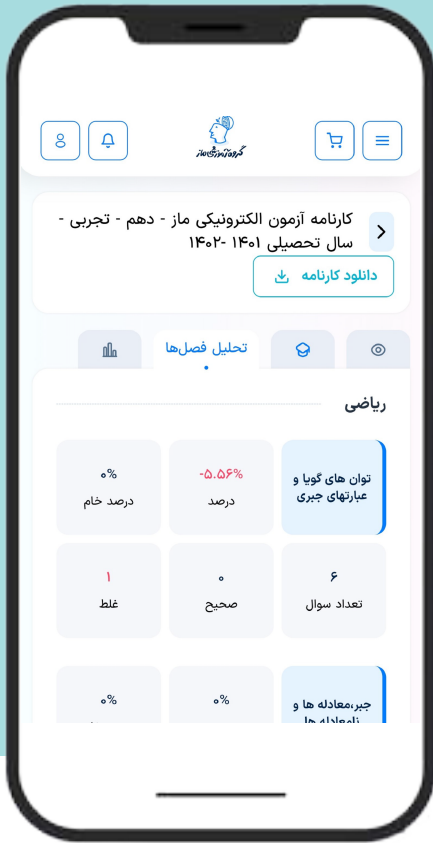 گروه آموزشی ماز
کارنامه آزمون الکترونیکی ماز - دهم - تجربی -
سال تحصیلی ۱۴۰۱ -۱۴۰۲
دانلود کارنامه
تحلیل فصل‌ها
ریاضی
توان های گویا و
عبارتهای جبری
-۵.۵۶%
درصد
۰%
درصد خام
۶
تعداد سوال
۰
صحیح
۱
غلط
جبر،معادله ها و
نامعادله ها
۰%
۰%